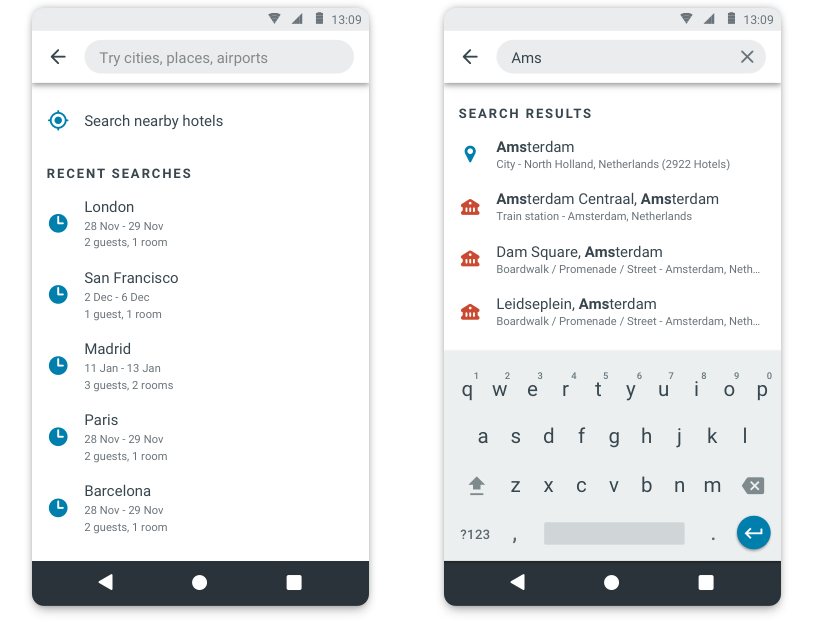 13:09
Try cities, places, airports
Search nearby hotels
RECENT SEARCHES
London
28 Nov - 29 Nov
2 guests, 1 room
San Francisco
2 Dec - 6 Dec
1 guest, 1 room
Madrid
11 Jan - 13 Jan
3 guests, 2 rooms
Paris
28 Nov - 29 Nov
2 guests, 1 room
Barcelona
28 Nov - 29 Nov
2 guests, 1 room
13:09
Ams
SEARCH RESULTS
Amsterdam
City - North Holland, Netherlands (2922 Hotels)
Amsterdam Centraal, Amsterdam
Train station - Amsterdam, Netherlands
Dam Square, Amsterdam
Boardwalk / Promenade / Street - Amsterdam, Neth...
Leidseplein, Amsterdam
Boardwalk / Promenade / Street - Amsterdam, Neth...
1 2 3 4 5 6 7 8 9 0
q w e r t y u i o p
a s d f g h j k l
z x c v b n m
?123 , .